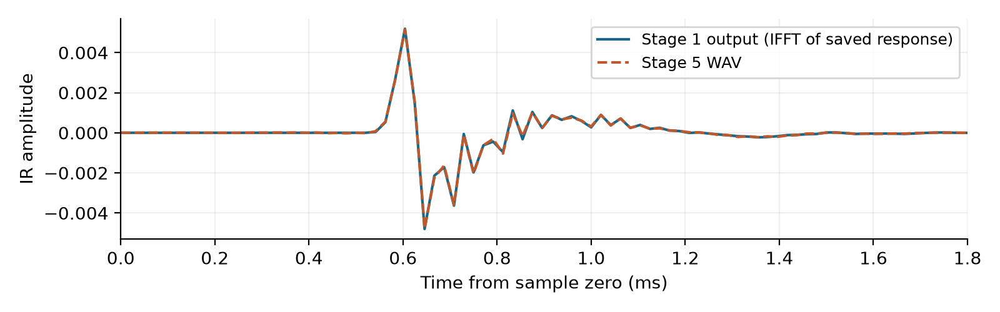 Stage 1 output (IFFT of saved response)
Stage 5 WAV
IR amplitude
0.004
0.002
0.000
−0.002
−0.004
0.0 0.2 0.4 0.6 0.8 1.0 1.2 1.4 1.6 1.8
Time from sample zero (ms)